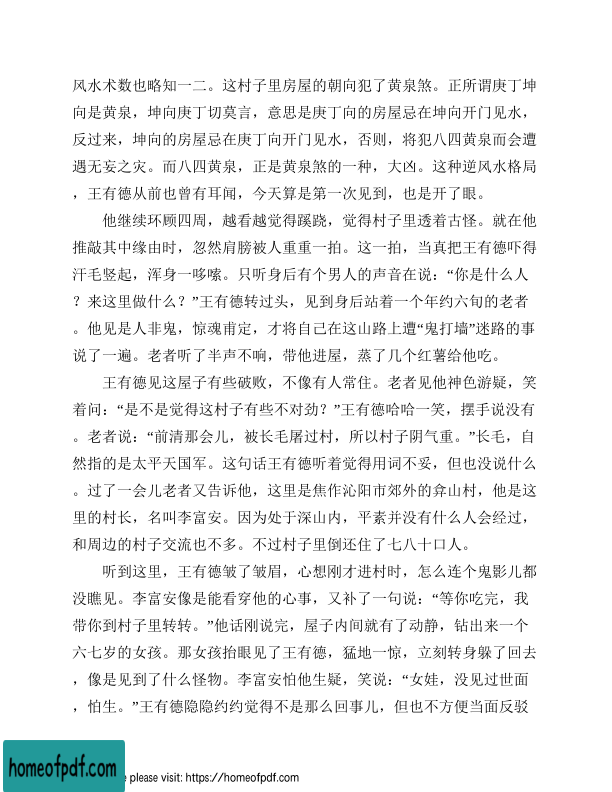 风水术数也略知一二。这村子里房屋的朝向犯了黄泉煞。正所谓庚丁坤
向是黄泉，坤向庚丁切莫言，意思是庚丁向的房屋忌在坤向开门见水，
反过来，坤向的房屋忌在庚丁向开门见水，否则，将犯八四黄泉而会遭
遇无妄之灾。而八四黄泉，正是黄泉煞的一种，大凶。这种逆风水格局
，王有德从前也曾有耳闻，今天算是第一次见到，也是开了眼。
他继续环顾四周，越看越觉得蹊跷，觉得村子里透着古怪。就在他
推敲其中缘由时，忽然肩膀被人重重一拍。这一拍，当真把王有德吓得
汗毛竖起，浑身一哆嗦。只听身后有个男人的声音在说：“你是什么人
？来这里做什么？”王有德转过头，见到身后站着一个年约六旬的老者
。他见是人非鬼，惊魂甫定，才将自己在这山路上遭“鬼打墙”迷路的事
说了一遍。老者听了半声不响，带他进屋，蒸了几个红薯给他吃。
王有德见这屋子有些破败，不像有人常住。老者见他神色游疑，笑
着问：“是不是觉得这村子有些不对劲？”王有德哈哈一笑，摆手说没有
。老者说：“前清那会儿，被长毛屠过村，所以村子阴气重。”长毛，自
然指的是太平天国军。这句话王有德听着觉得用词不妥，但也没说什么
。过了一会儿老者又告诉他，这里是焦作沁阳市郊外的弇山村，他是这
里的村长，名叫李富安。因为处于深山内，平素并没有什么人会经过，
和周边的村子交流也不多。不过村子里倒还住了七八十口人。
听到这里，王有德皱了皱眉，心想刚才进村时，怎么连个鬼影儿都
没瞧见。李富安像是能看穿他的心事，又补了一句说：“等你吃完，我
带你到村子里转转。”他话刚说完，屋子内间就有了动静，钻出来一个
六七岁的女孩。那女孩抬眼见了王有德，猛地一惊，立刻转身躲了回去
，像是见到了什么怪物。李富安怕他生疑，笑说：“女娃，没见过世面
，怕生。”王有德隐隐约约觉得不是那么回事儿，但也不方便当面反驳
homeofpdf.com
e please visit: https://homeofpdf.com